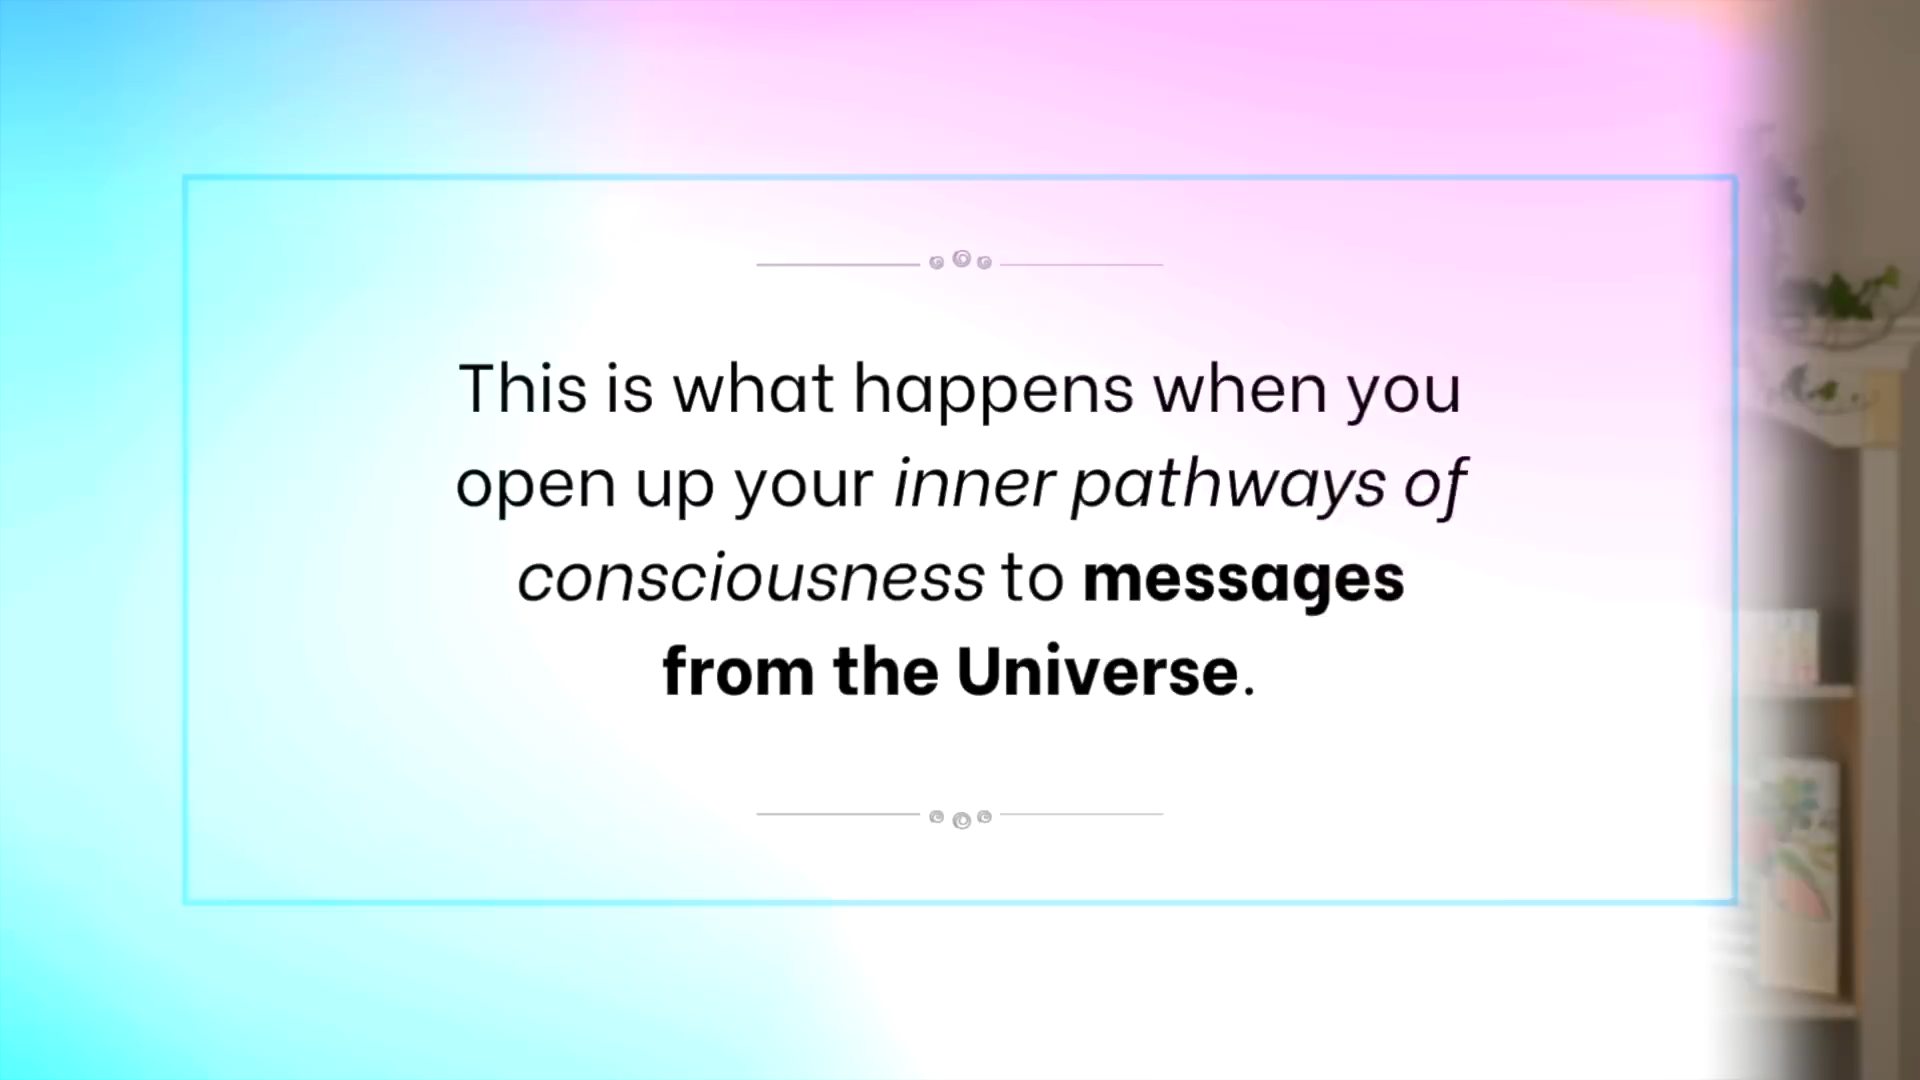 This is what happens when you
open up your inner pathways of
consciousness to messages
from the Universe.